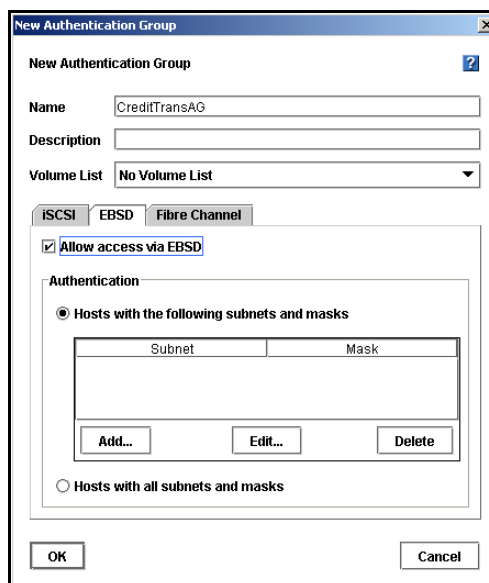 New Authentication Group
New Authentication Group
?
Name
CreditTransAG
Description
Volume List
No Volume List
iSCSI
EBSD
Fibre Channel
Allow access via EBSD
Authentication
Hosts with the following subnets and masks
Subnet
Mask
Add...
Edit...
Delete
Hosts with all subnets and masks
OK
Cancel